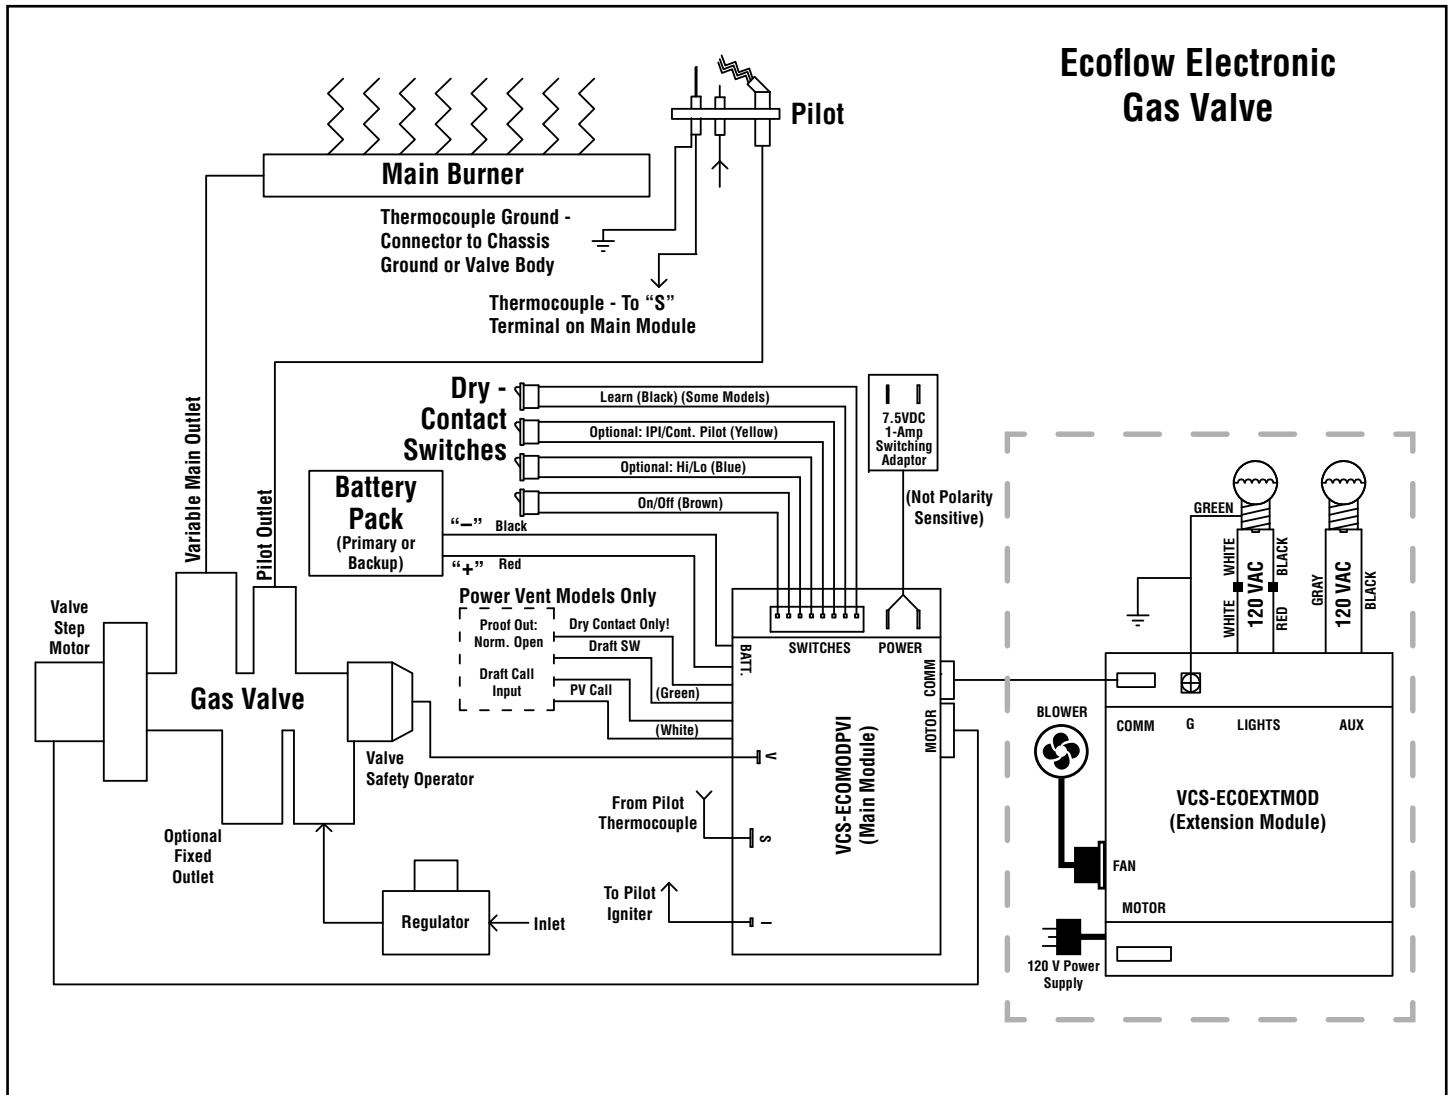 Ecoflow Electronic
Gas Valve
Pilot
Main Burner
Thermocouple Ground -
Connector to Chassis
Ground or Valve Body
Thermocouple - To “S”
Terminal on Main Module
Variable Main Outlet
Pilot Outlet
Dry -
Contact
Switches
Learn (Black) (Some Models)
Optional: IPI/Cont. Pilot (Yellow)
Optional: Hi/Lo (Blue)
On/Off (Brown)
7.5VDC
1-Amp
Switching
Adaptor
(Not Polarity
Sensitive)
Battery
Pack
(Primary or
Backup)
“–” Black
“+” Red
Power Vent Models Only
Proof Out:
Norm. Open
Draft Call
Input
Dry Contact Only!
Draft SW
(Green)
PV Call
(White)
Valve
Step
Motor
Gas Valve
Valve
Safety Operator
Optional
Fixed
Outlet
Regulator
Inlet
BATT.
SWITCHES
POWER
COMM
MOTOR
V
S
I
VCS-ECOMODPVI
(Main Module)
From Pilot
Thermocouple
To Pilot
Igniter
GREEN
WHITE
WHITE
120 VAC
BLACK
RED
GRAY
120 VAC
BLACK
BLOWER
COMM
G
LIGHTS
AUX
VCS-ECOEXTMOD
(Extension Module)
FAN
MOTOR
120 V Power
Supply